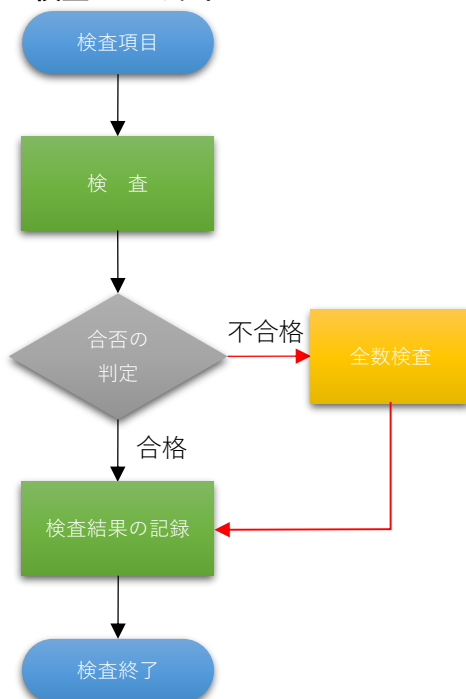 検査項目
検　査
合否の
判定
不合格
全数検査
合格
検査結果の記録
検査終了